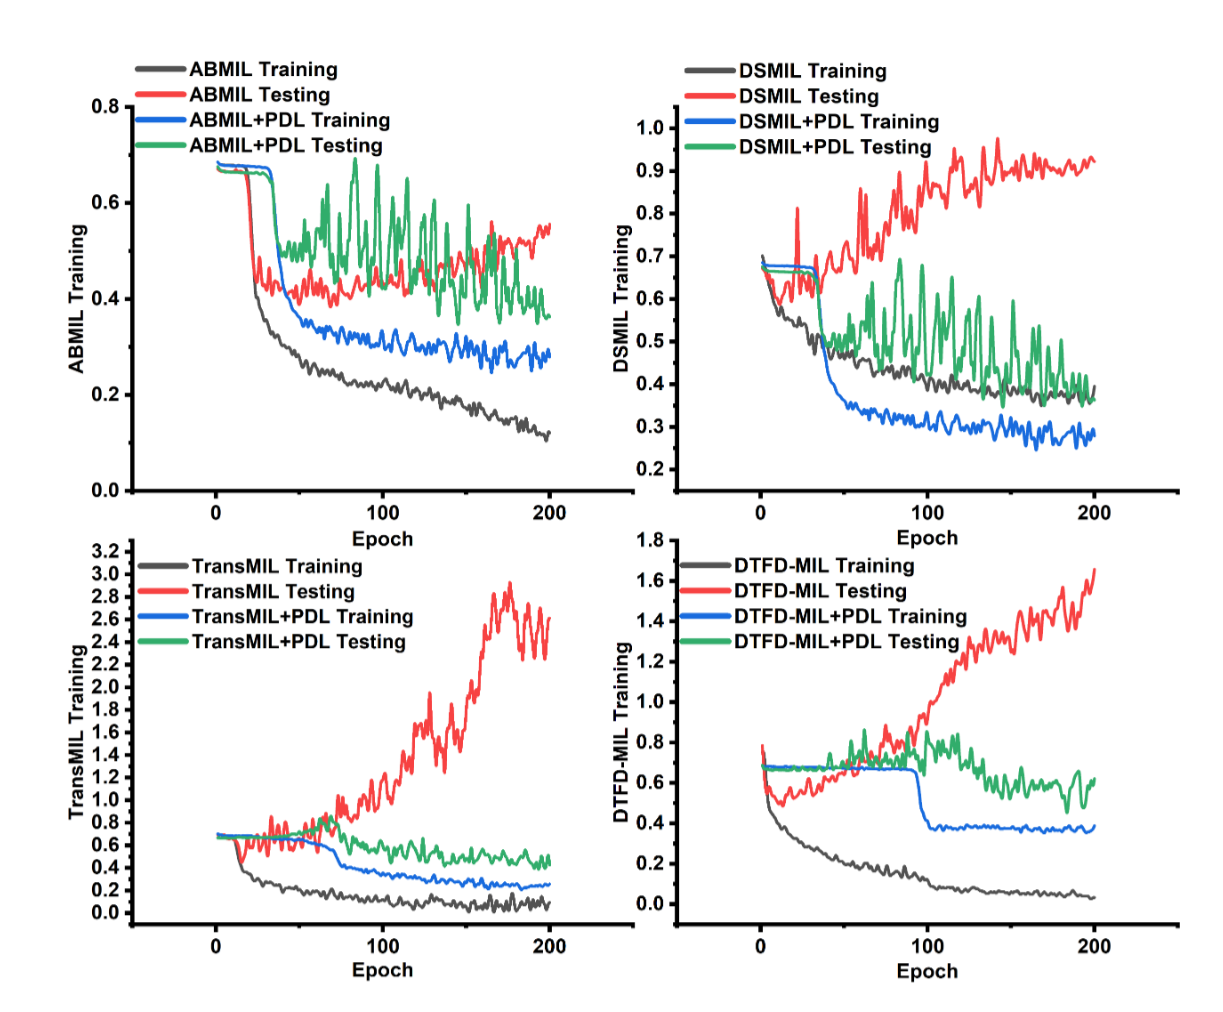 ABMIL Training
ABMIL Testing
ABMIL+PDL Training
ABMIL+PDL Testing
0.8
0.6
0.4
0.2
0.0
ABMIL Training
0
100
200
Epoch
DSMIL Training
DSMIL Testing
DSMIL+PDL Training
DSMIL+PDL Testing
1.0
0.9
0.8
0.7
0.6
0.5
0.4
0.3
0.2
DSMIL Training
0
100
200
Epoch
TransMIL Training
TransMIL Testing
TransMIL+PDL Training
TransMIL+PDL Testing
3.2
3.0
2.8
2.6
2.4
2.2
2.0
1.8
1.6
1.4
1.2
1.0
0.8
0.6
0.4
0.2
0.0
TransMIL Training
0
100
200
Epoch
DTFD-MIL Training
DTFD-MIL Testing
DTFD-MIL+PDL Training
DTFD-MIL+PDL Testing
1.8
1.6
1.4
1.2
1.0
0.8
0.6
0.4
0.2
0.0
DTFD-MIL Training
0
100
200
Epoch